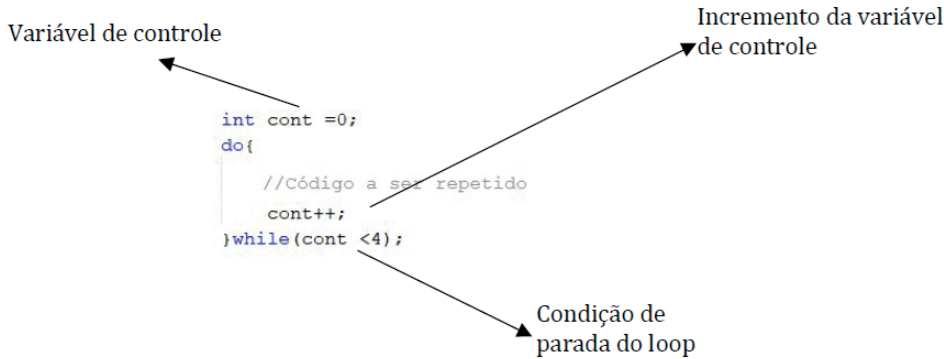 Variável de controle
Incremento da variável
de controle
int cont =0;
do{
//Código a ser repetido
cont++;
}while(cont <4);
Condição de
parada do loop